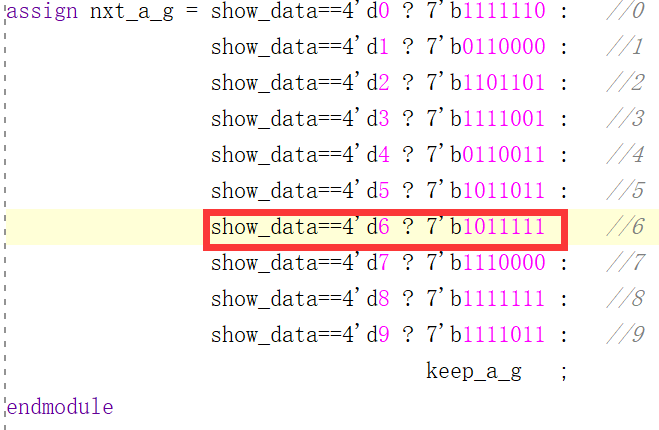 assign nxt_a_g = show_data==4'd0 ? 7'b1111110 : //0
show_data==4'd1 ? 7'b0110000 : //1
show_data==4'd2 ? 7'b1101101 : //2
show_data==4'd3 ? 7'b1111001 : //3
show_data==4'd4 ? 7'b0110011 : //4
show_data==4'd5 ? 7'b1011011 : //5
show_data==4'd6 ? 7'b1011111 : //6
show_data==4'd7 ? 7'b1110000 : //7
show_data==4'd8 ? 7'b1111111 : //8
show_data==4'd9 ? 7'b1111011 : //9
keep_a_g ;
endmodule